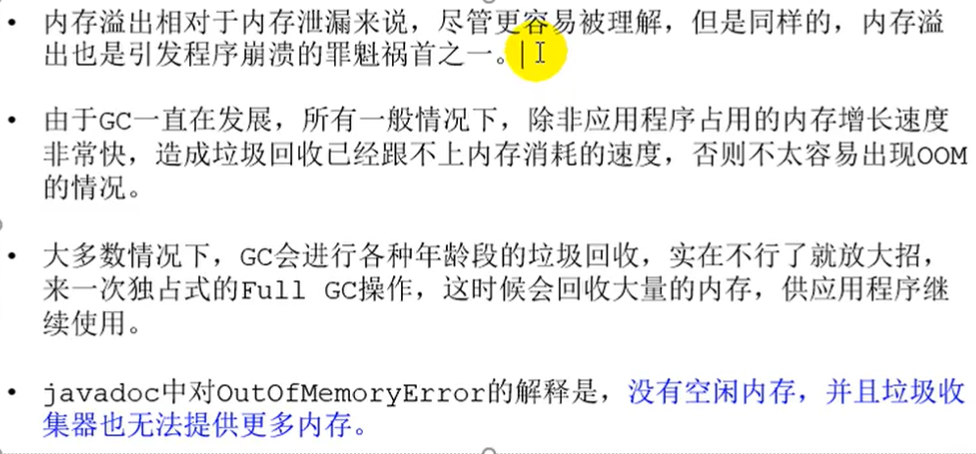 • 内存溢出相对于内存泄漏来说，尽管更容易被理解，但是同样的，内存溢
出也是引发程序崩溃的罪魁祸首之一。
• 由于GC一直在发展，所有一般情况下，除非应用程序占用的内存增长速度
非常快，造成垃圾回收已经跟不上内存消耗的速度，否则不太容易出现OOM
的情况。
• 大多数情况下，GC会进行各种年龄段的垃圾回收，实在不行了就放大招，
来一次独占式的Full GC操作，这时候会回收大量的内存，供应用程序继
续使用。
• javadoc中对OutOfMemoryError的解释是，没有空闲内存，并且垃圾收
集器也无法提供更多内存。